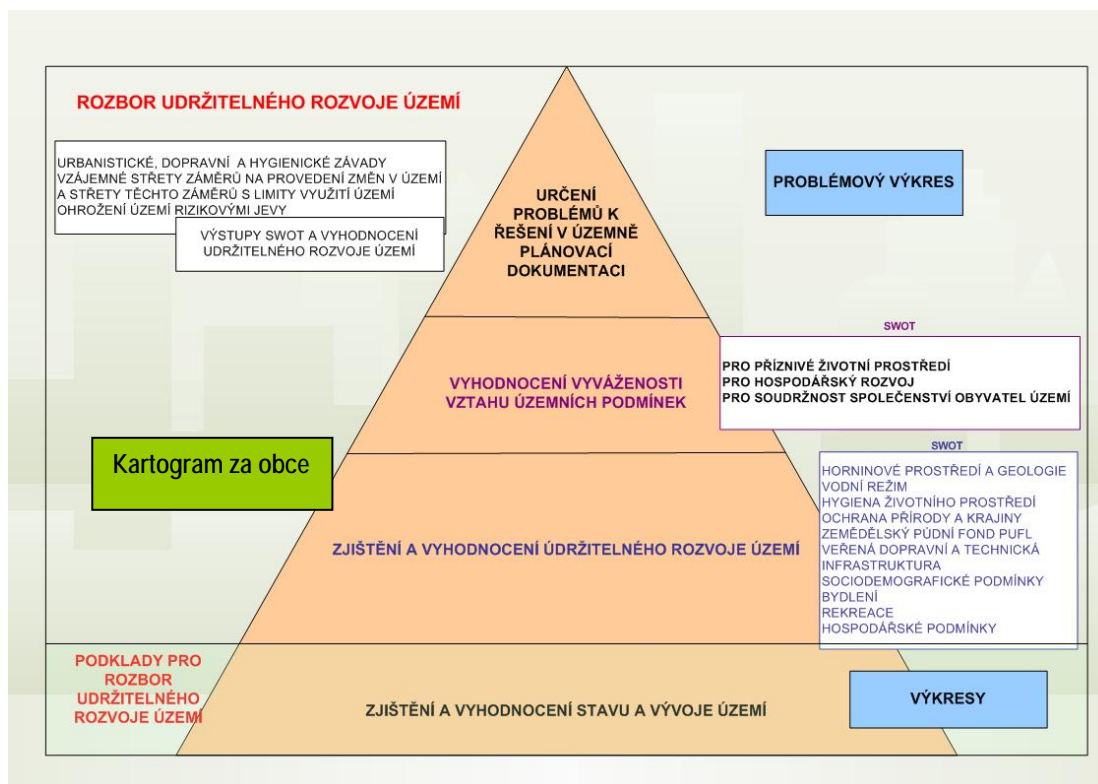 ROZBOR UDRŽITELNÉHO ROZVOJE ÚZEMÍ
URBANISTICKÉ, DOPRAVNÍ A HYGIENICKÉ ZÁVADY
VZÁJEMNÉ STŘETY ZÁMĚRŮ NA PROVEDENÍ ZMĚN V ÚZEMÍ
A STŘETY TĚCHTO ZÁMĚRŮ S LIMITY VYUŽITÍ ÚZEMÍ
OHROŽENÍ ÚZEMÍ RIZIKOVÝMI JEVY
VÝSTUPY SWOT A VYHODNOCENÍ
UDRŽITELNÉHO ROZVOJE ÚZEMÍ
URČENÍ
PROBLÉMŮ K
ŘEŠENÍ V ÚZEMNĚ
PLÁNOVACÍ
DOKUMENTACI
PROBLÉMOVÝ VÝKRES
SWOT
VYHODNOCENÍ VYVÁŽENOSTI
VZTAHU ÚZEMNÍCH PODMÍNEK
PRO PŘÍZNIVÉ ŽIVOTNÍ PROSTŘEDÍ
PRO HOSPODÁŘSKÝ ROZVOJ
PRO SOUDRŽNOST SPOLEČENSTVÍ OBYVATEL ÚZEMÍ
Kartogram za obce
SWOT
ZJIŠTĚNÍ A VYHODNOCENÍ ÚDRŽITELNÉHO ROZVOJE ÚZEMÍ
HORNINOVÉ PROSTŘEDÍ A GEOLOGIE
VODNÍ REŽIM
HYGIENA ŽIVOTNÍHO PROSTŘEDÍ
OCHRANA PŘÍRODY A KRAJINY
ZEMĚDĚLSKÝ PŮDNÍ FOND PUFL
VEŘENÁ DOPRAVNÍ A TECHNICKÁ
INFRASTRUKTURA
SOCIODEMOGRAFICKÉ PODMÍNKY
BYDLENÍ
REKREACE
HOSPODÁŘSKÉ PODMÍNKY
PODKLADY PRO
ROZBOR
UDRŽITELNÉHO
ROZVOJE ÚZEMÍ
ZJIŠTĚNÍ A VYHODNOCENÍ STAVU A VÝVOJE ÚZEMÍ
VÝKRESY